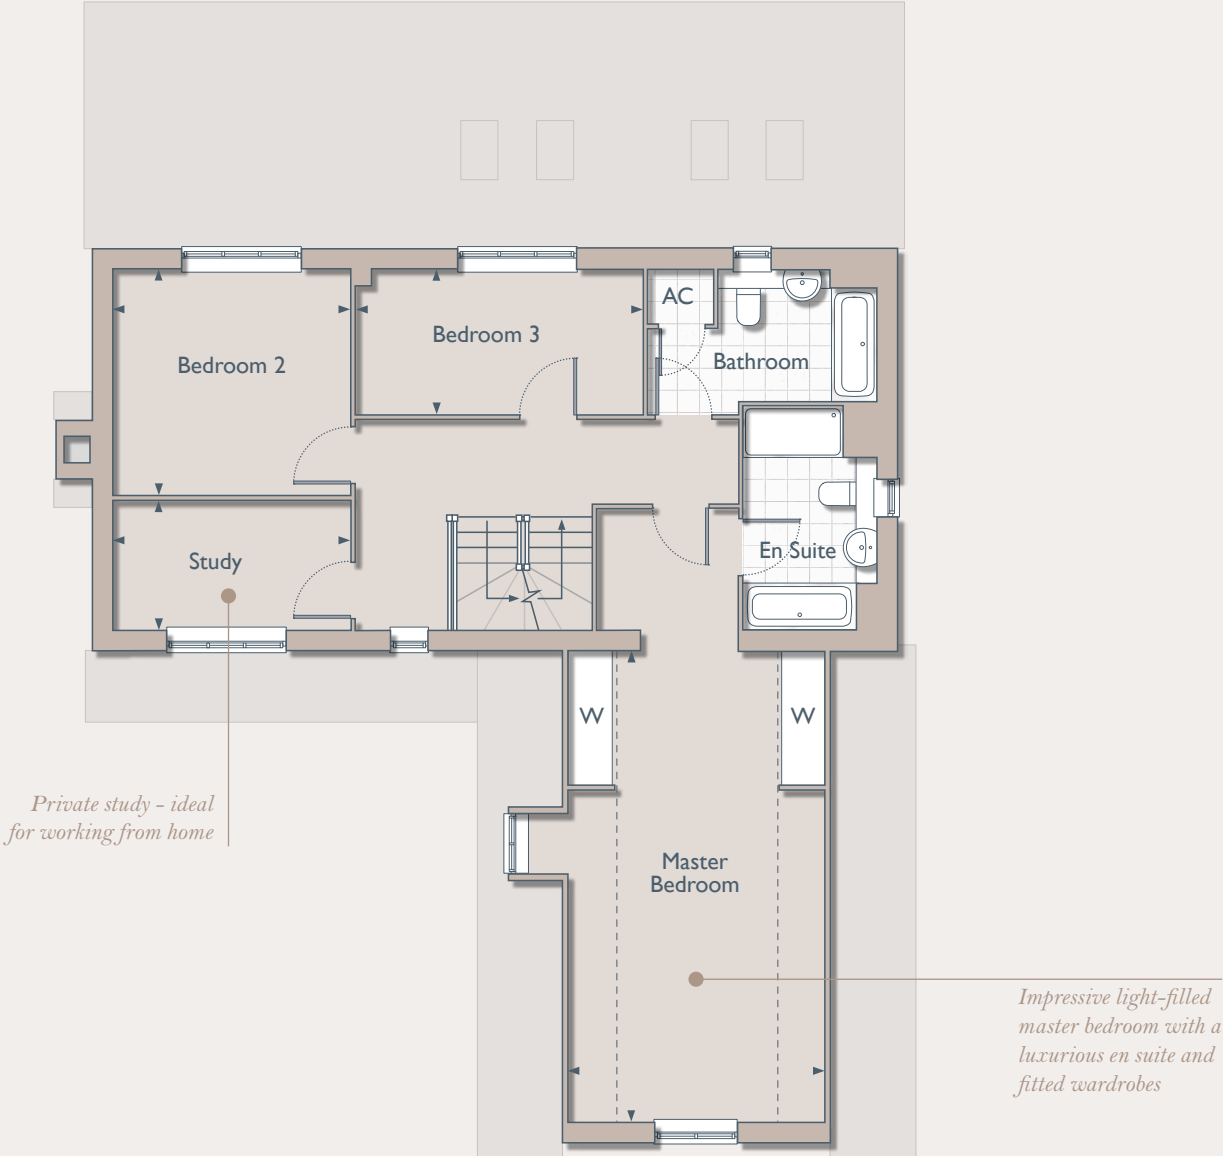 AC
Bedroom 3
Bathroom
Bedroom 2
En Suite
Study
W
W
Private study - ideal
for working from home
Master
Bedroom
Impressive light-filled
master bedroom with a
luxurious en suite and
fitted wardrobes